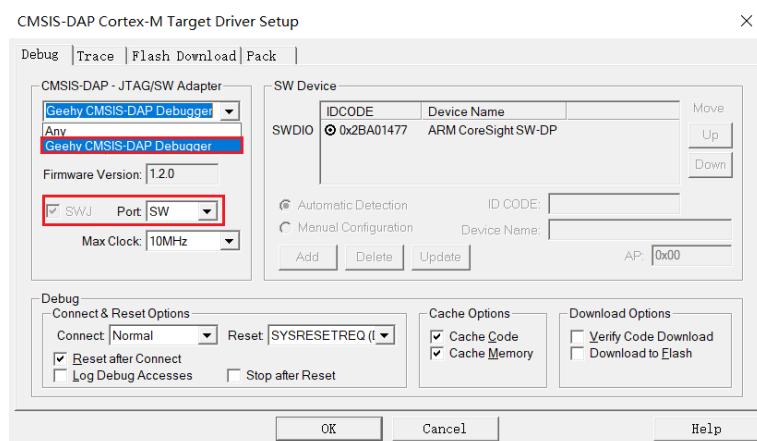 CMSIS-DAP Cortex-M Target Driver Setup
Debug Trace Flash Download Pack
CMSIS-DAP - JTAG/SW Adapter
Geehy CMSIS-DAP Debugger
Any
Geehy CMSIS-DAP Debugger
Firmware Version: 1.2.0
SWJ Port: SW
Max Clock: 10MHz
SW Device
IDCODE Device Name Move
SWDIO 0x2BA01477 ARM CoreSight SW-DP
Up
Down
Automatic Detection ID CODE:
Manual Configuration Device Name:
Add Delete Update AP: 0x00
Debug
Connect & Reset Options
Connect: Normal Reset: SYSRESETREQ (
Reset after Connect
Log Debug Accesses Stop after Reset
Cache Options
Cache Code
Cache Memory
Download Options
Verify Code Download
Download to Flash
OK Cancel Help